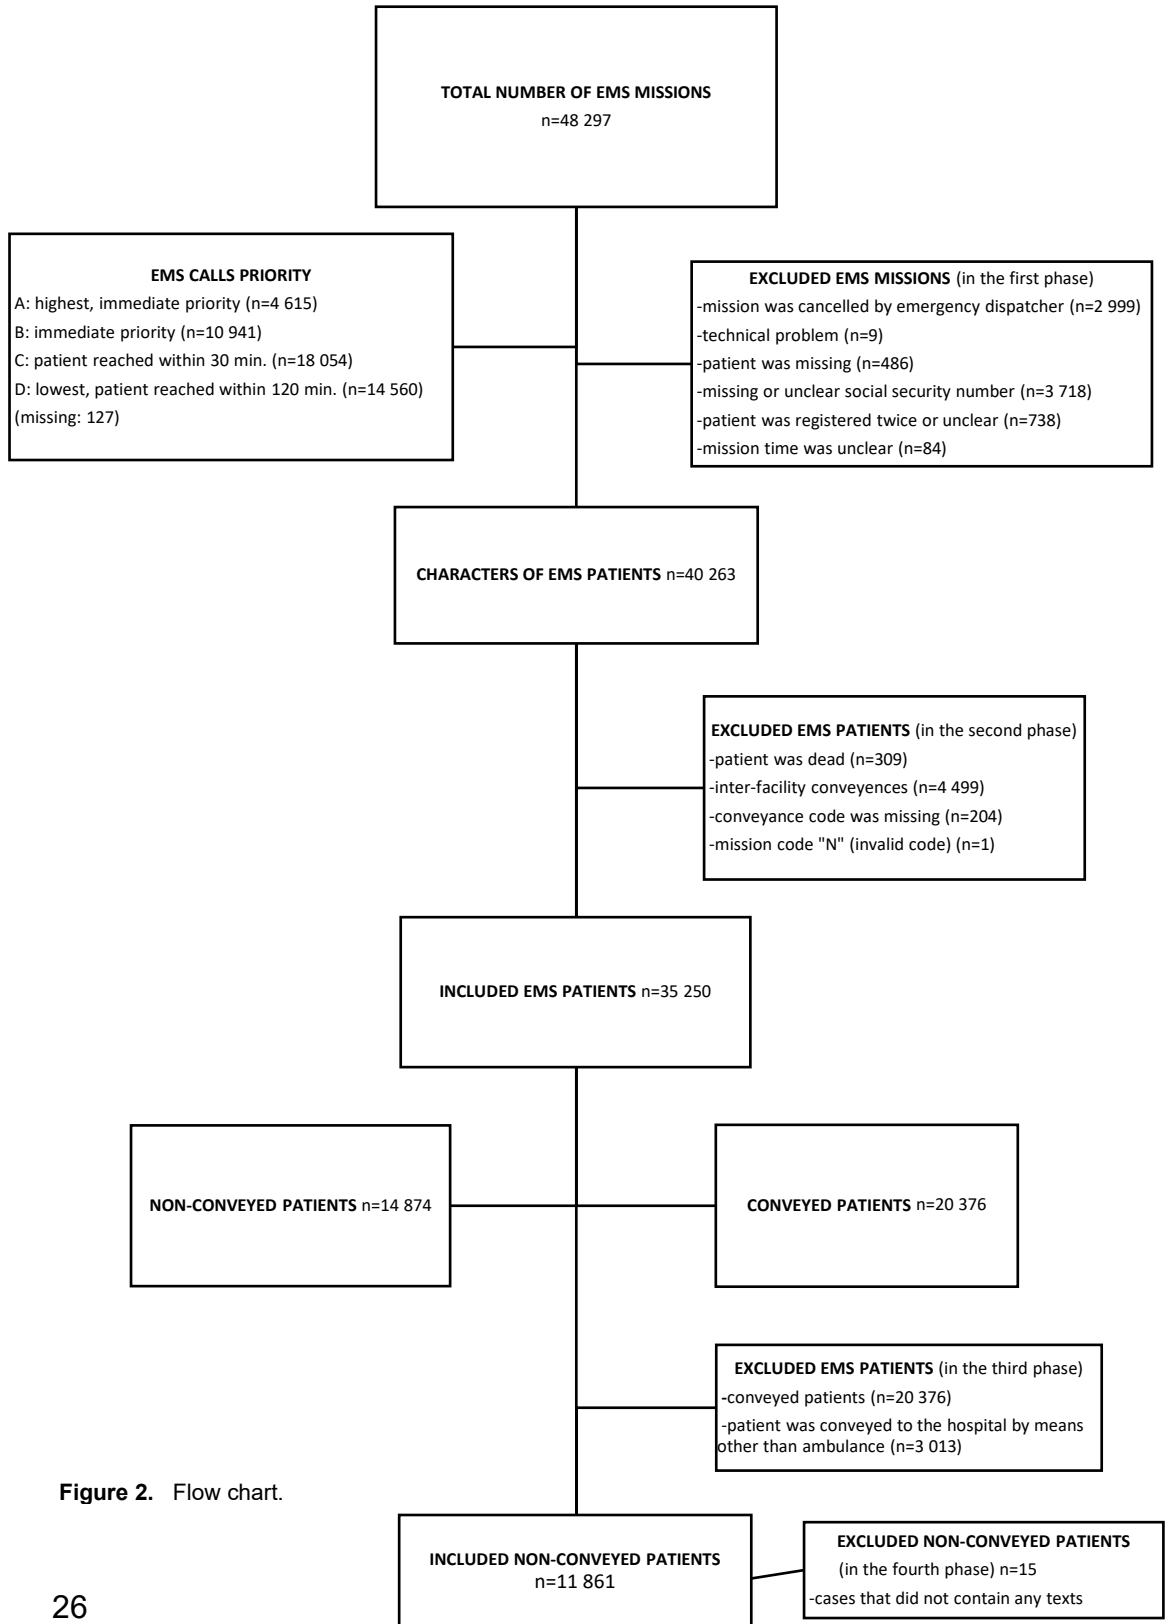 TOTAL NUMBER OF EMS MISSIONS
n=48 297
EMS CALLS PRIORITY
A: highest, immediate priority (n=4 615)
B: immediate priority (n=10 941)
C: patient reached within 30 min. (n=18 054)
D: lowest, patient reached within 120 min. (n=14 560)
(missing: 127)
EXCLUDED EMS MISSIONS (in the first phase)
-mission was cancelled by emergency dispatcher (n=2 999)
-technical problem (n=9)
-patient was missing (n=486)
-missing or unclear social security number (n=3 718)
-patient was registered twice or unclear (n=738)
-mission time was unclear (n=84)
CHARACTERS OF EMS PATIENTS n=40 263
EXCLUDED EMS PATIENTS (in the second phase)
-patient was dead (n=309)
-inter-facility conveyences (n=4 499)
-conveyance code was missing (n=204)
-mission code "N" (invalid code) (n=1)
INCLUDED EMS PATIENTS n=35 250
NON-CONVEYED PATIENTS n=14 874
CONVEYED PATIENTS n=20 376
EXCLUDED EMS PATIENTS (in the third phase)
-conveyed patients (n=20 376)
-patient was conveyed to the hospital by means
other than ambulance (n=3 013)
Figure 2. Flow chart.
INCLUDED NON-CONVEYED PATIENTS
n=11 861
EXCLUDED NON-CONVEYED PATIENTS
(in the fourth phase) n=15
-cases that did not contain any texts
26